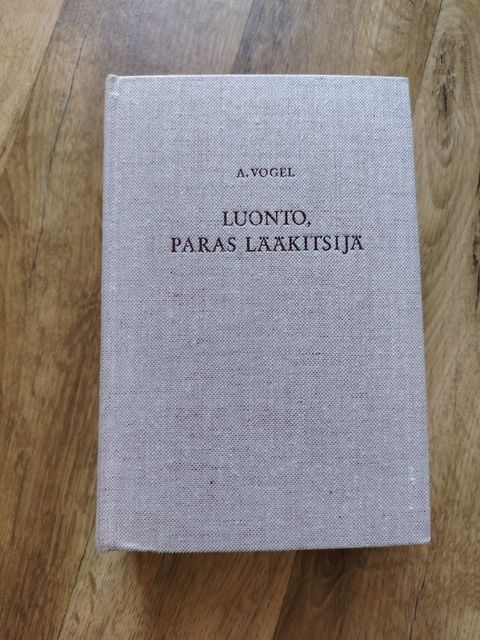 A. VOGEL
LUONTO,
PARAS LÄÄKITSIJÄ